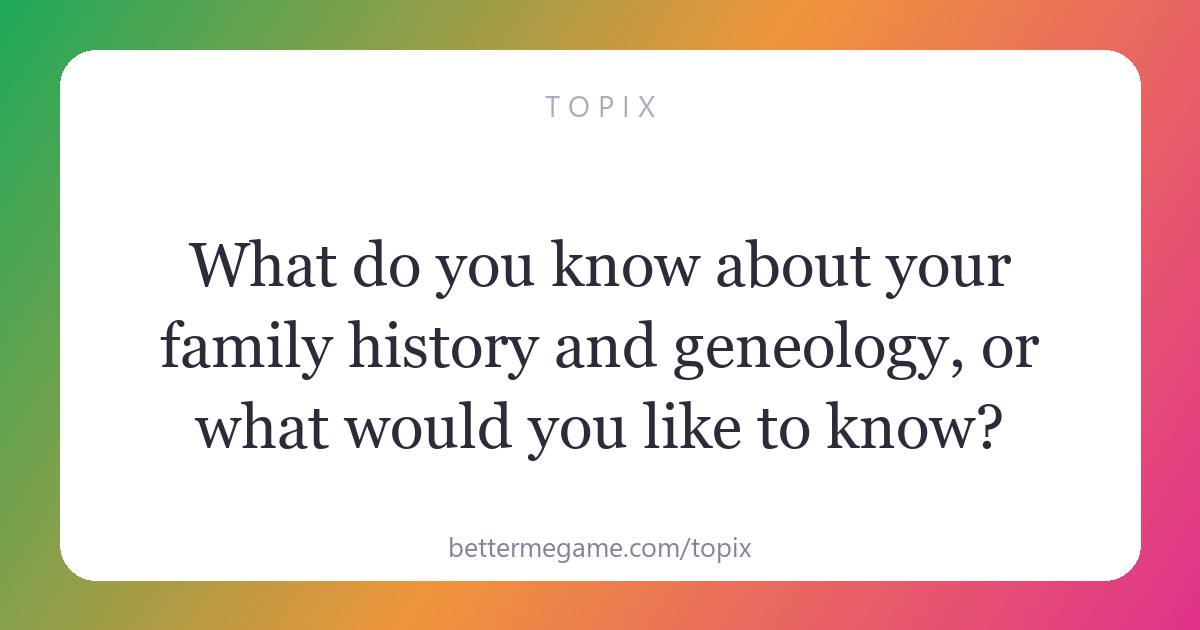 TOPIX
What do you know about your
family history and geneology, or
what would you like to know?
bettermegame.com/topix